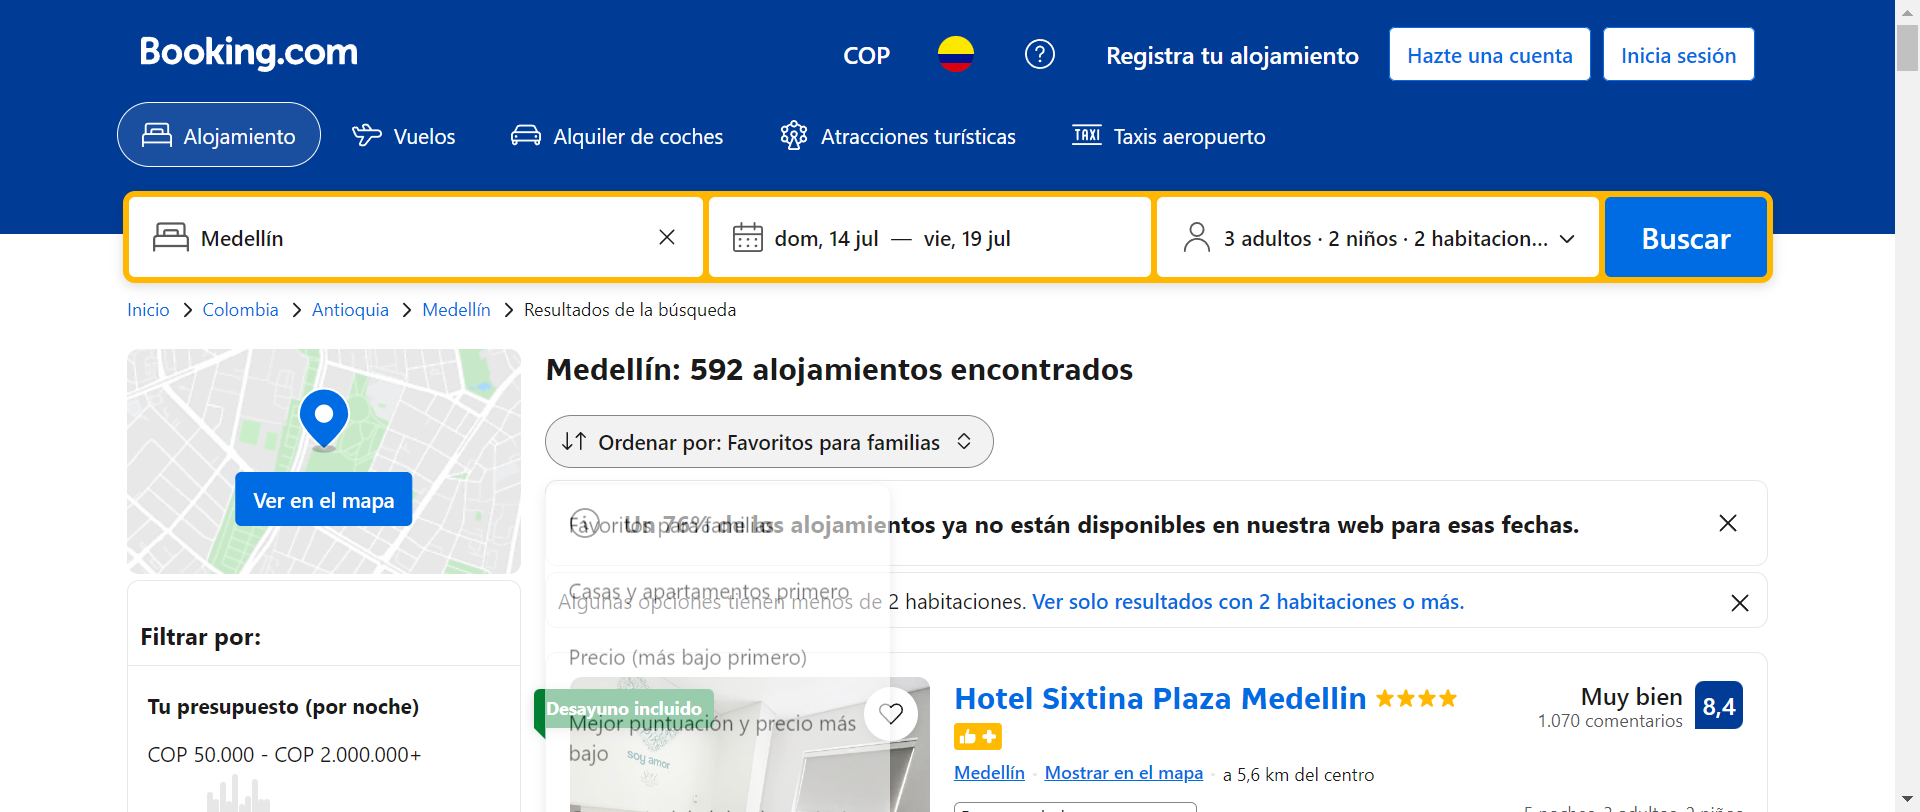 Booking.com
COP
Registra tu alojamiento
Hazte una cuenta
Inicia sesión
Alojamiento
Vuelos
Alquiler de coches
Atracciones turísticas
TAXI Taxis aeropuerto
Medellín
dom, 14 jul — vie, 19 jul
3 adultos · 2 niños · 2 habitacion...
Buscar
Inicio > Colombia > Antioquia > Medellín > Resultados de la búsqueda
Ver en el mapa
Medellín: 592 alojamientos encontrados
Ordenar por: Favoritos para familias
Favoritos para familias
Un 76% de los alojamientos ya no están disponibles en nuestra web para esas fechas.
Casas y apartamentos primero
Algunas opciones tienen menos de 2 habitaciones. Ver solo resultados con 2 habitaciones o más.
Precio (más bajo primero)
Mejor puntuación y precio más
bajo
Filtrar por:
Tu presupuesto (por noche)
COP 50.000 - COP 2.000.000+
Desayuno incluido
soy amor
Hotel Sixtina Plaza Medellin
Muy bien
1.070 comentarios
8,4
Medellín · Mostrar en el mapa · a 5,6 km del centro
5 noches, 3 adultos, 2 niños